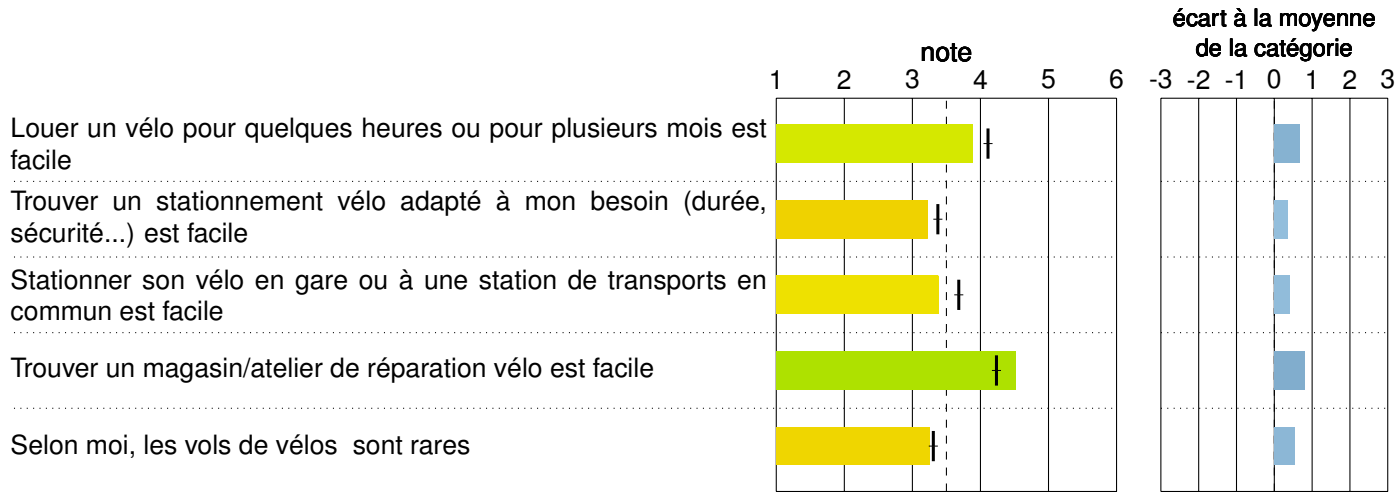 écart à la moyenne
note de la catégorie
1 2 3 4 5 6 -3 -2 -1 0 1 2 3
Louer un vélo pour quelques heures ou pour plusieurs mois est
facile
Trouver un stationnement vélo adapté à mon besoin (durée,
sécurité...) est facile
Stationner son vélo en gare ou à une station de transports en
commun est facile
Trouver un magasin/atelier de réparation vélo est facile
Selon moi, les vols de vélos sont rares